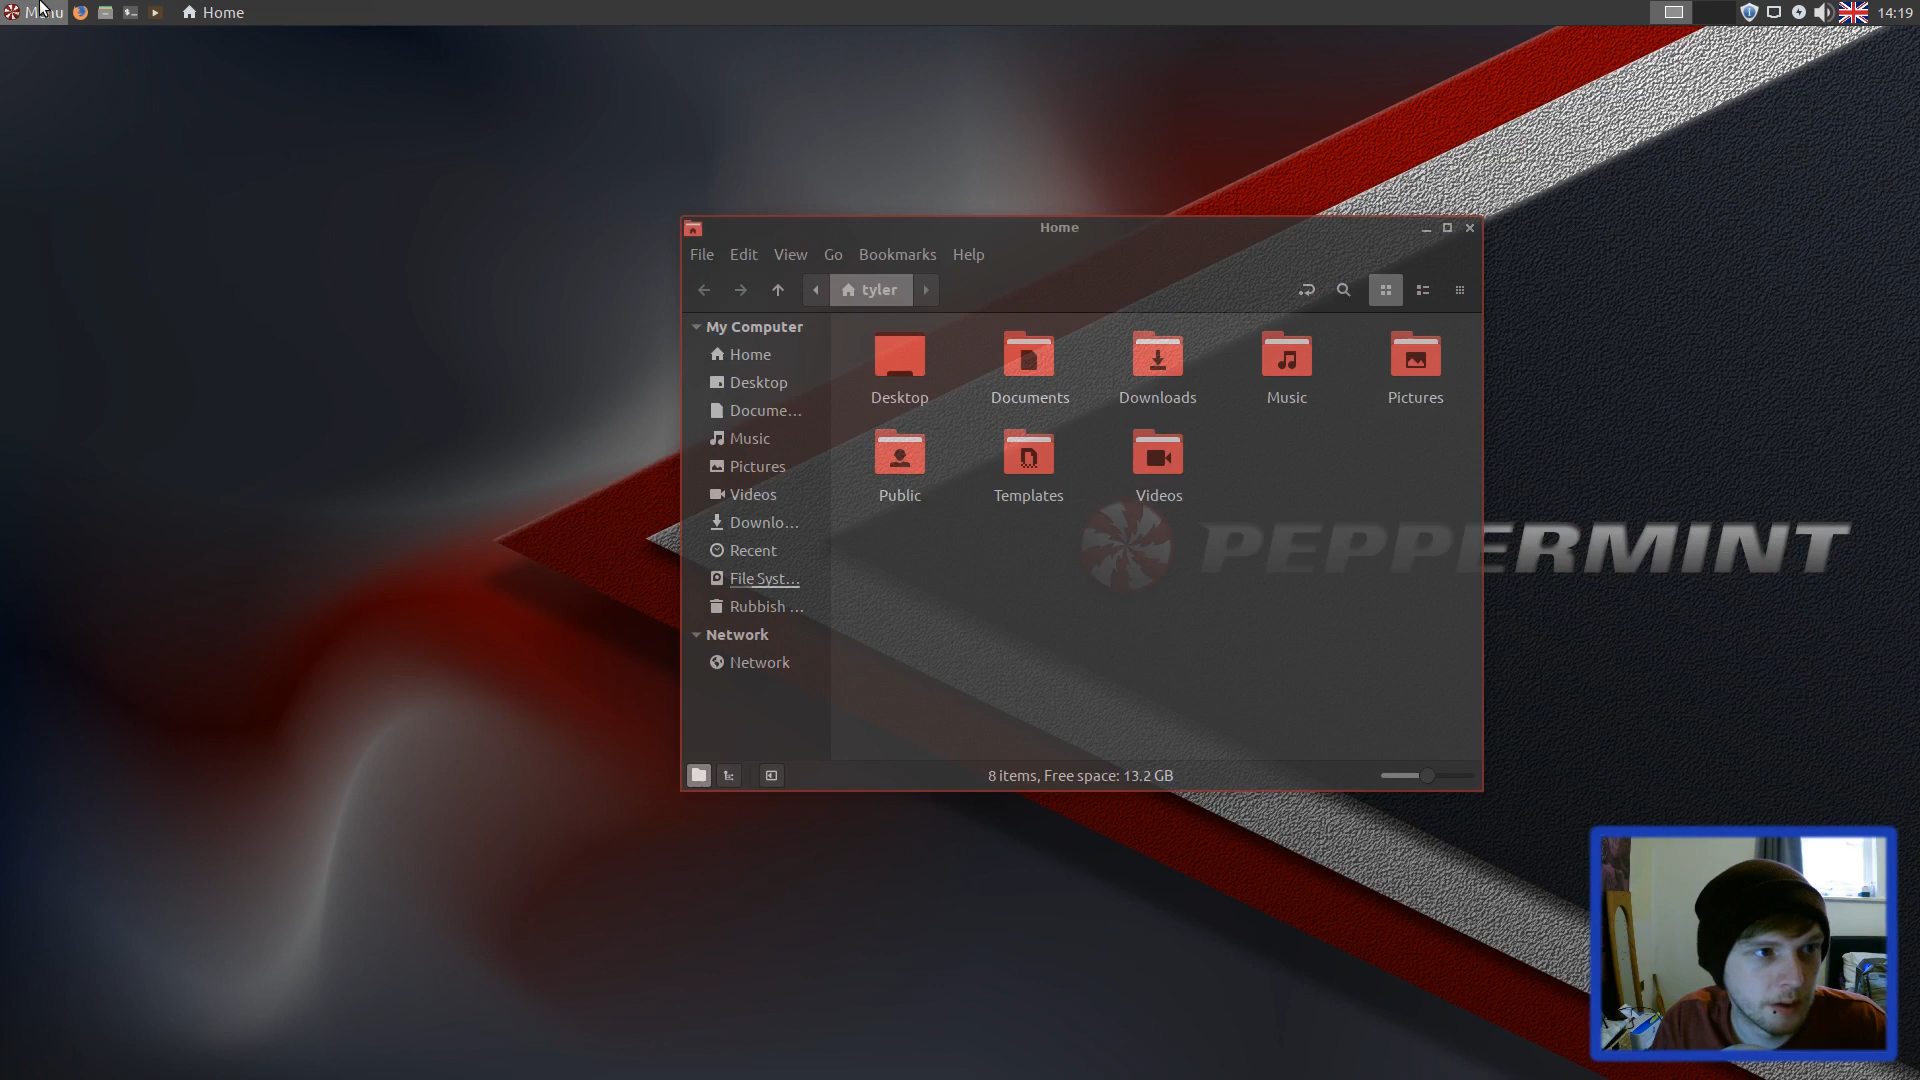 Menu
Home
14:19
Home
File Edit View Go Bookmarks Help
tyler
My Computer
Home
Desktop
Docume...
Music
Pictures
Videos
Downlo...
Recent
File Syst...
Rubbish ...
Network
Network
Desktop Documents Downloads Music Pictures
Public Templates Videos
PEPPERMINT
8 items, Free space: 13.2 GB